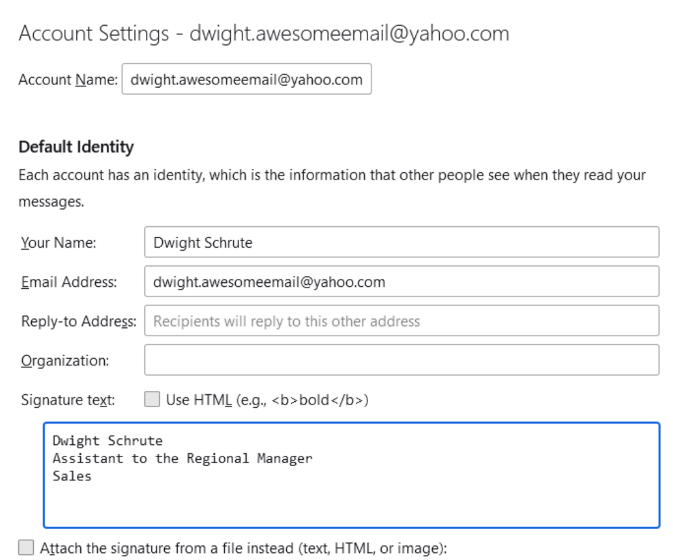 Account Settings - dwight.awesomeemail@yahoo.com
Account Name: dwight.awesomeemail@yahoo.com
Default Identity
Each account has an identity, which is the information that other people see when they read your
messages.
Your Name: Dwight Schrute
Email Address: dwight.awesomeemail@yahoo.com
Reply-to Address: Recipients will reply to this other address
Organization:
Signature text: Use HTML (e.g., <b>bold</b>)
Dwight Schrute
Assistant to the Regional Manager
Sales
Attach the signature from a file instead (text, HTML, or image):